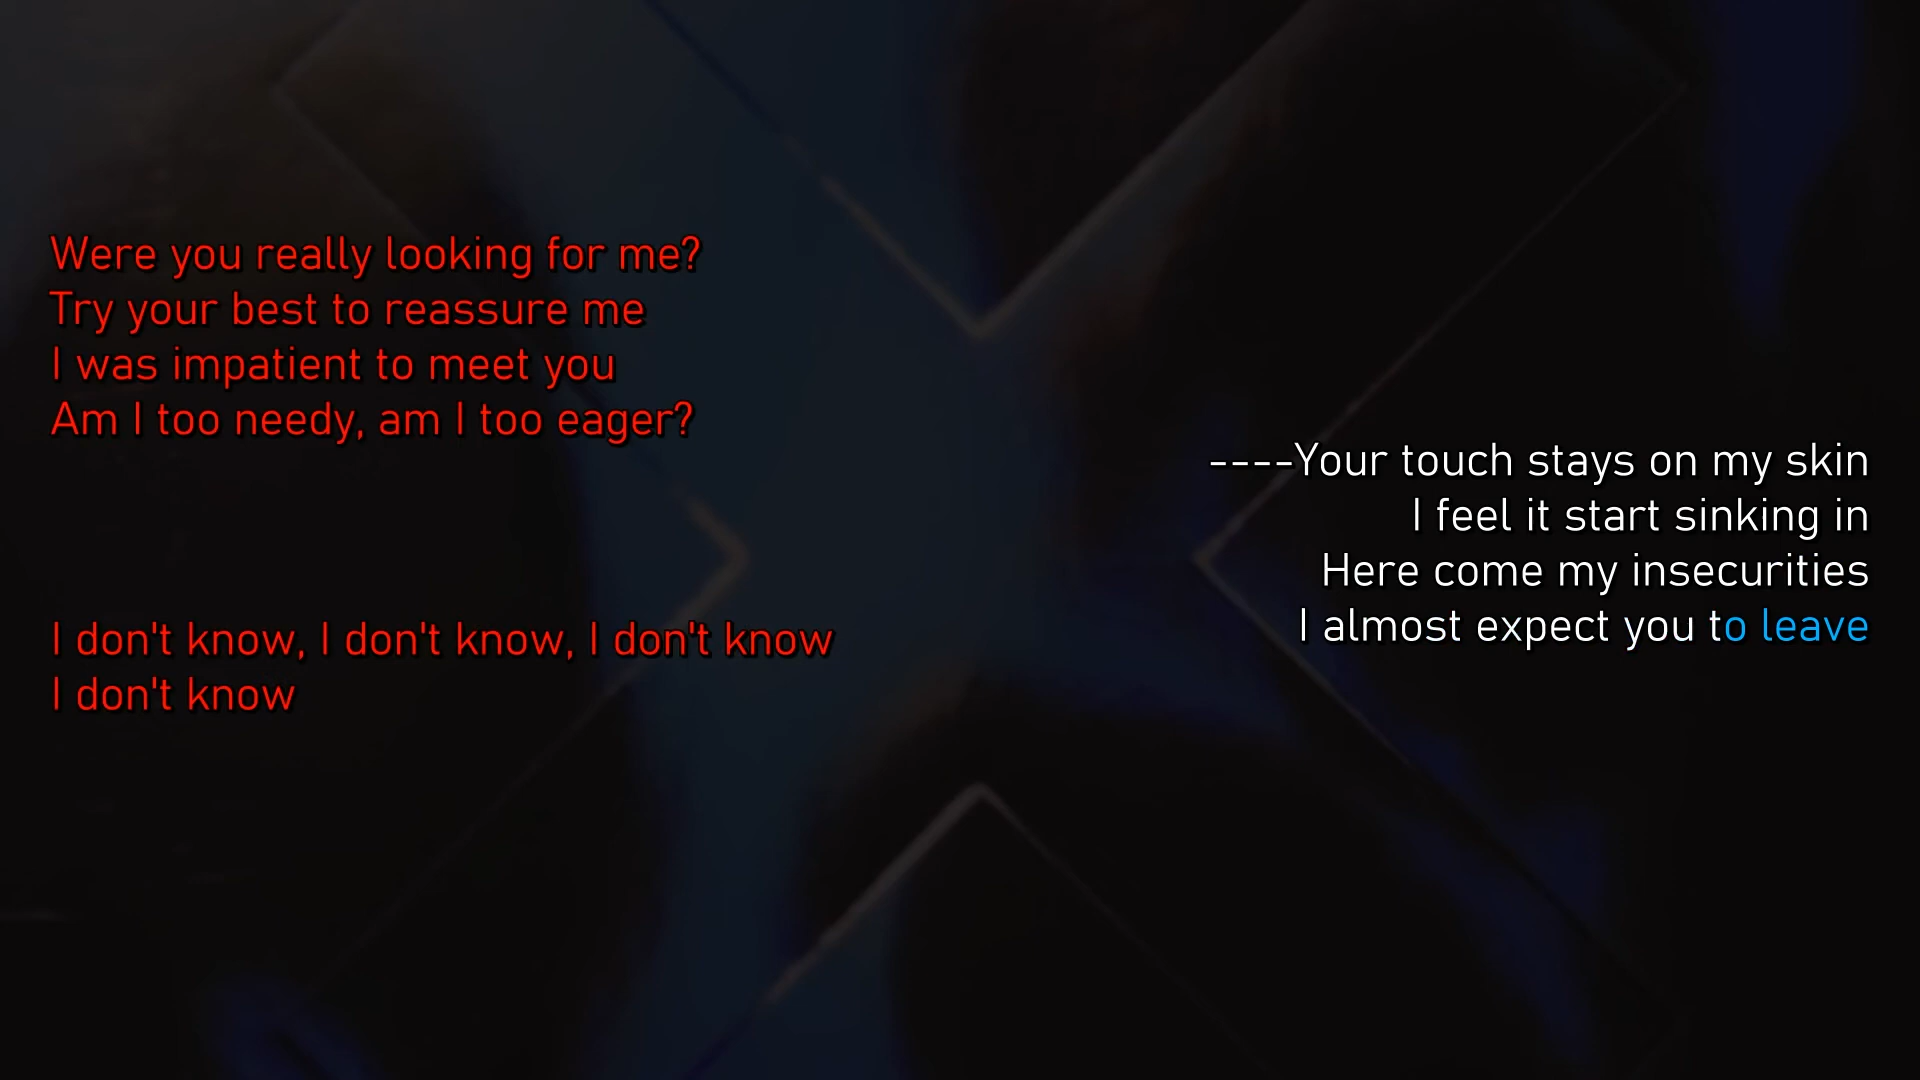 Were you really looking for me?
Try your best to reassure me
I was impatient to meet you
Am I too needy, am I too eager?
----Your touch stays on my skin
I feel it start sinking in
Here come my insecurities
I almost expect you to leave
I don't know, I don't know, I don't know
I don't know